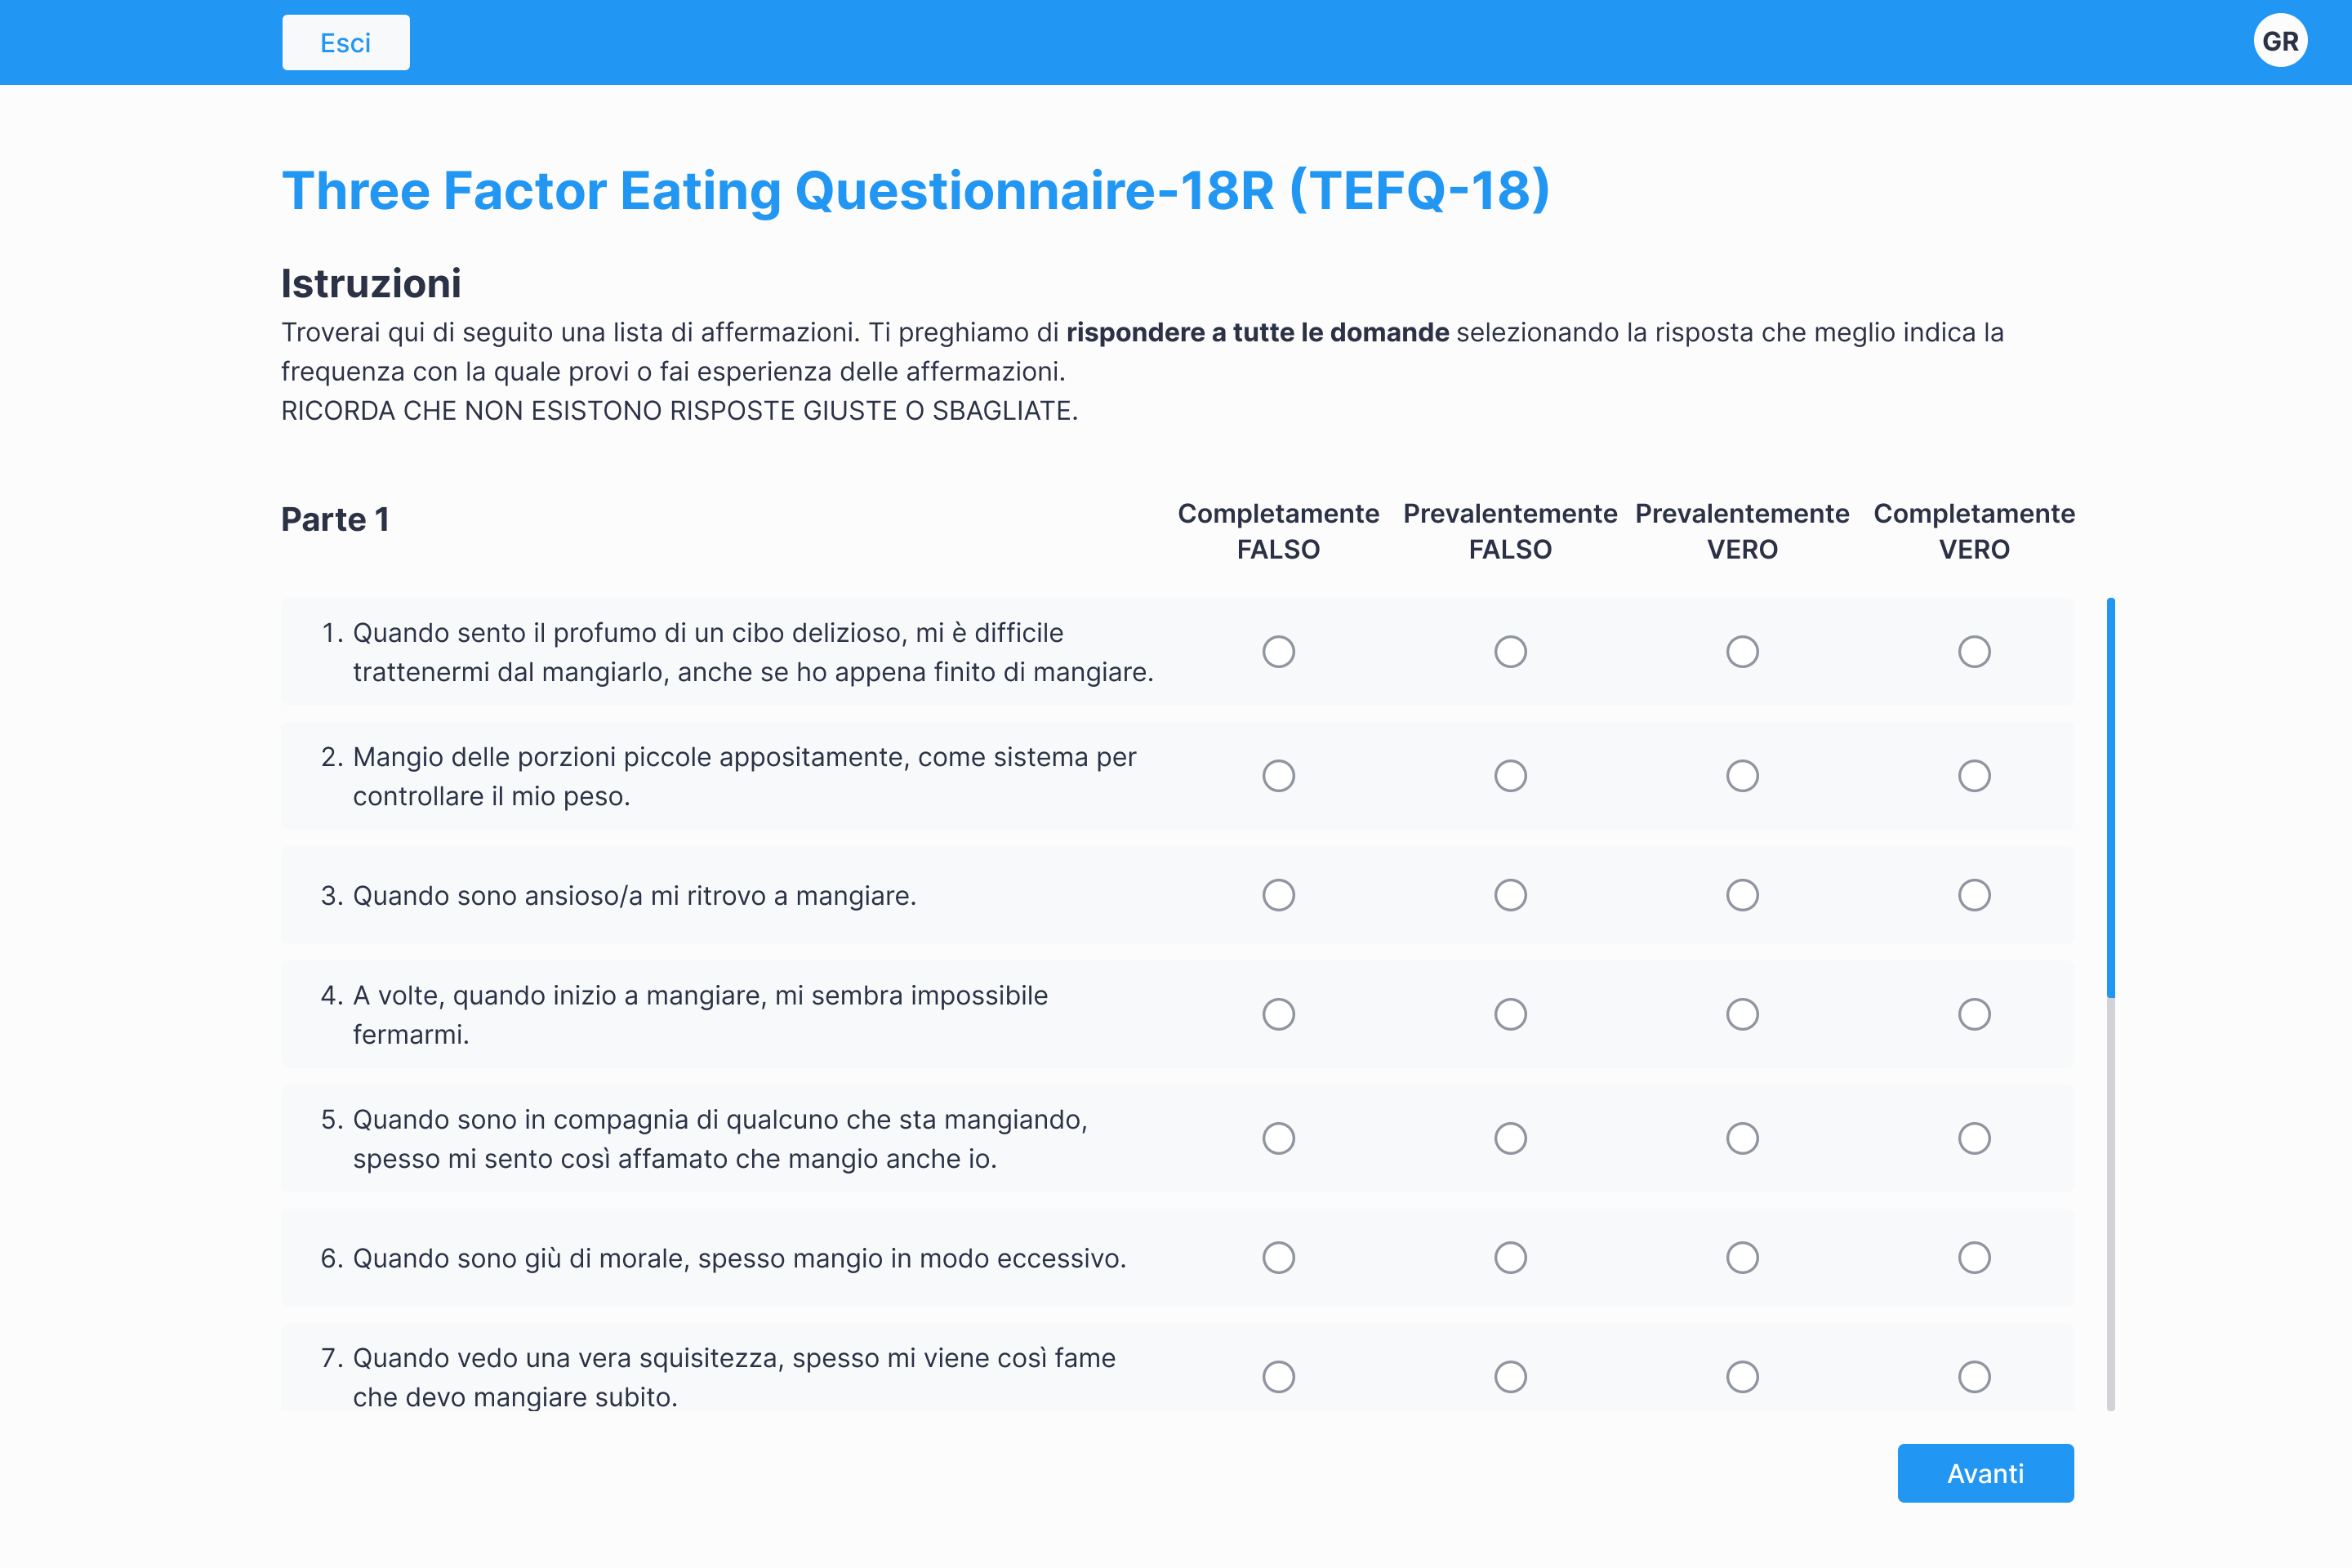 Esci
GR
Three Factor Eating Questionnaire-18R (TEFQ-18)
Istruzioni
Troverai qui di seguito una lista di affermazioni. Ti preghiamo di rispondere a tutte le domande selezionando la risposta che meglio indica la
frequenza con la quale provi o fai esperienza delle affermazioni.
RICORDA CHE NON ESISTONO RISPOSTE GIUSTE O SBAGLIATE.
Parte 1
Completamente FALSO
Prevalentemente FALSO
Prevalentemente VERO
Completamente VERO
1. Quando sento il profumo di un cibo delizioso, mi è difficile
trattenermi dal mangiarlo, anche se ho appena finito di mangiare.
2. Mangio delle porzioni piccole appositamente, come sistema per
controllare il mio peso.
3. Quando sono ansioso/a mi ritrovo a mangiare.
4. A volte, quando inizio a mangiare, mi sembra impossibile
fermarmi.
5. Quando sono in compagnia di qualcuno che sta mangiando,
spesso mi sento così affamato che mangio anche io.
6. Quando sono giù di morale, spesso mangio in modo eccessivo.
7. Quando vedo una vera squisitezza, spesso mi viene così fame
che devo mangiare subito.
Avanti